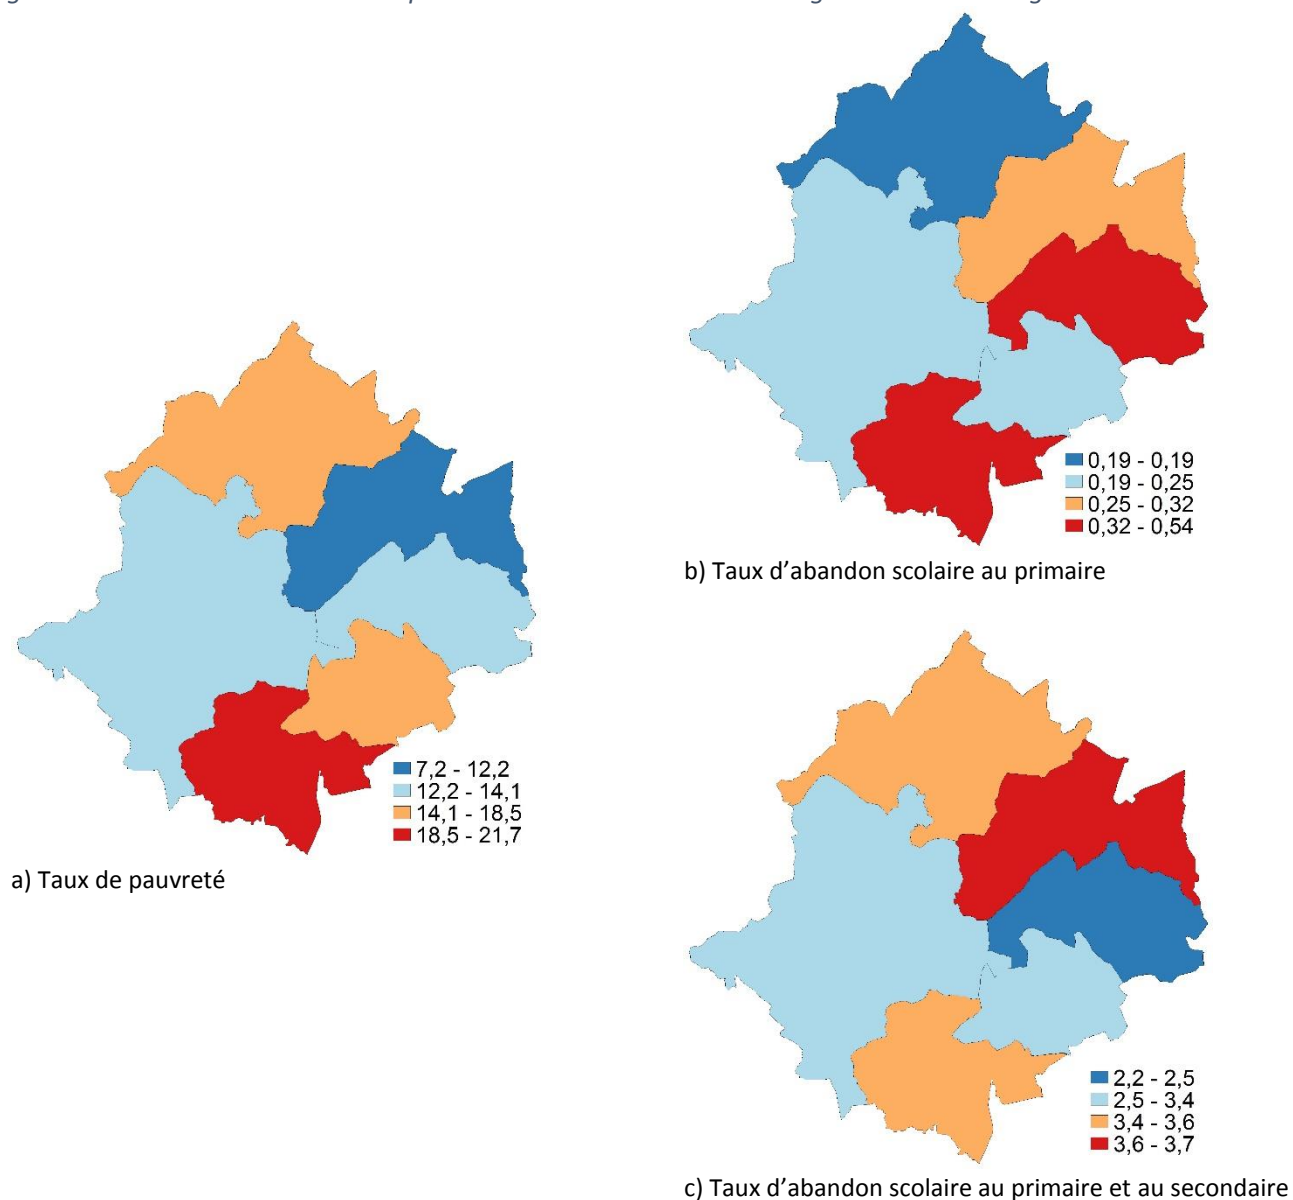 7,2 - 12,2
12,2 - 14,1
14,1 - 18,5
18,5 - 21,7
a) Taux de pauvreté
0,19 - 0,19
0,19 - 0,25
0,25 - 0,32
0,32 - 0,54
b) Taux d’abandon scolaire au primaire
2,2 - 2,5
2,5 - 3,4
3,4 - 3,6
3,6 - 3,7
c) Taux d’abandon scolaire au primaire et au secondaire